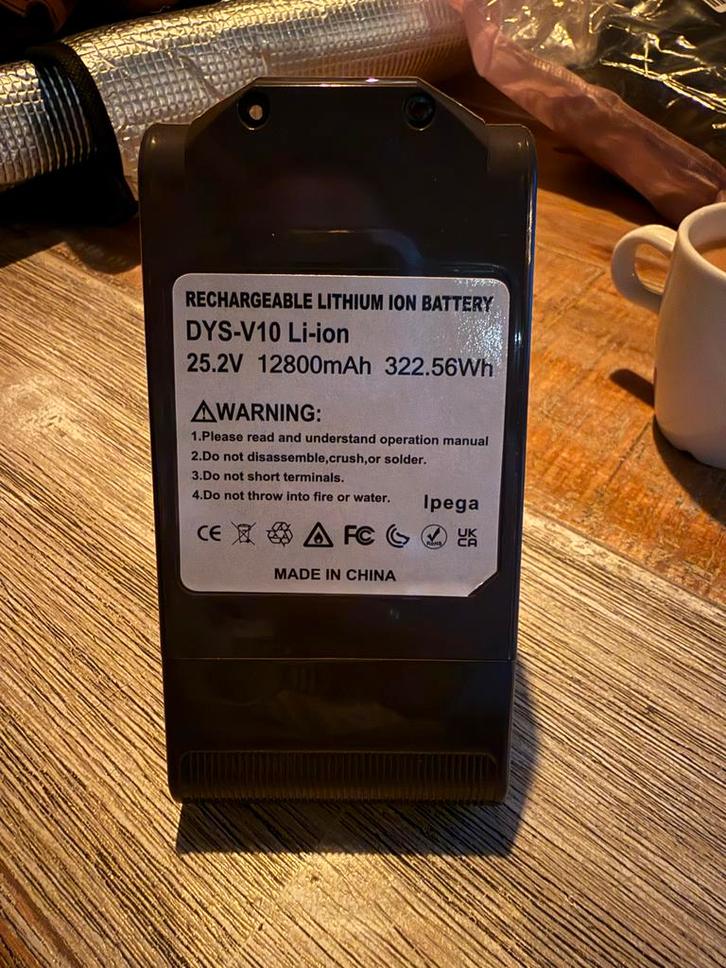 RECHARGEABLE LITHIUM ION BATTERY
DYS-V10 Li-ion
25.2V 12800mAh 322.56Wh
WARNING:
1.Please read and understand operation manual
2.Do not disassemble,crush,or solder.
3.Do not short terminals.
4.Do not throw into fire or water.
Ipega
CE FC RoHS UK CA
MADE IN CHINA